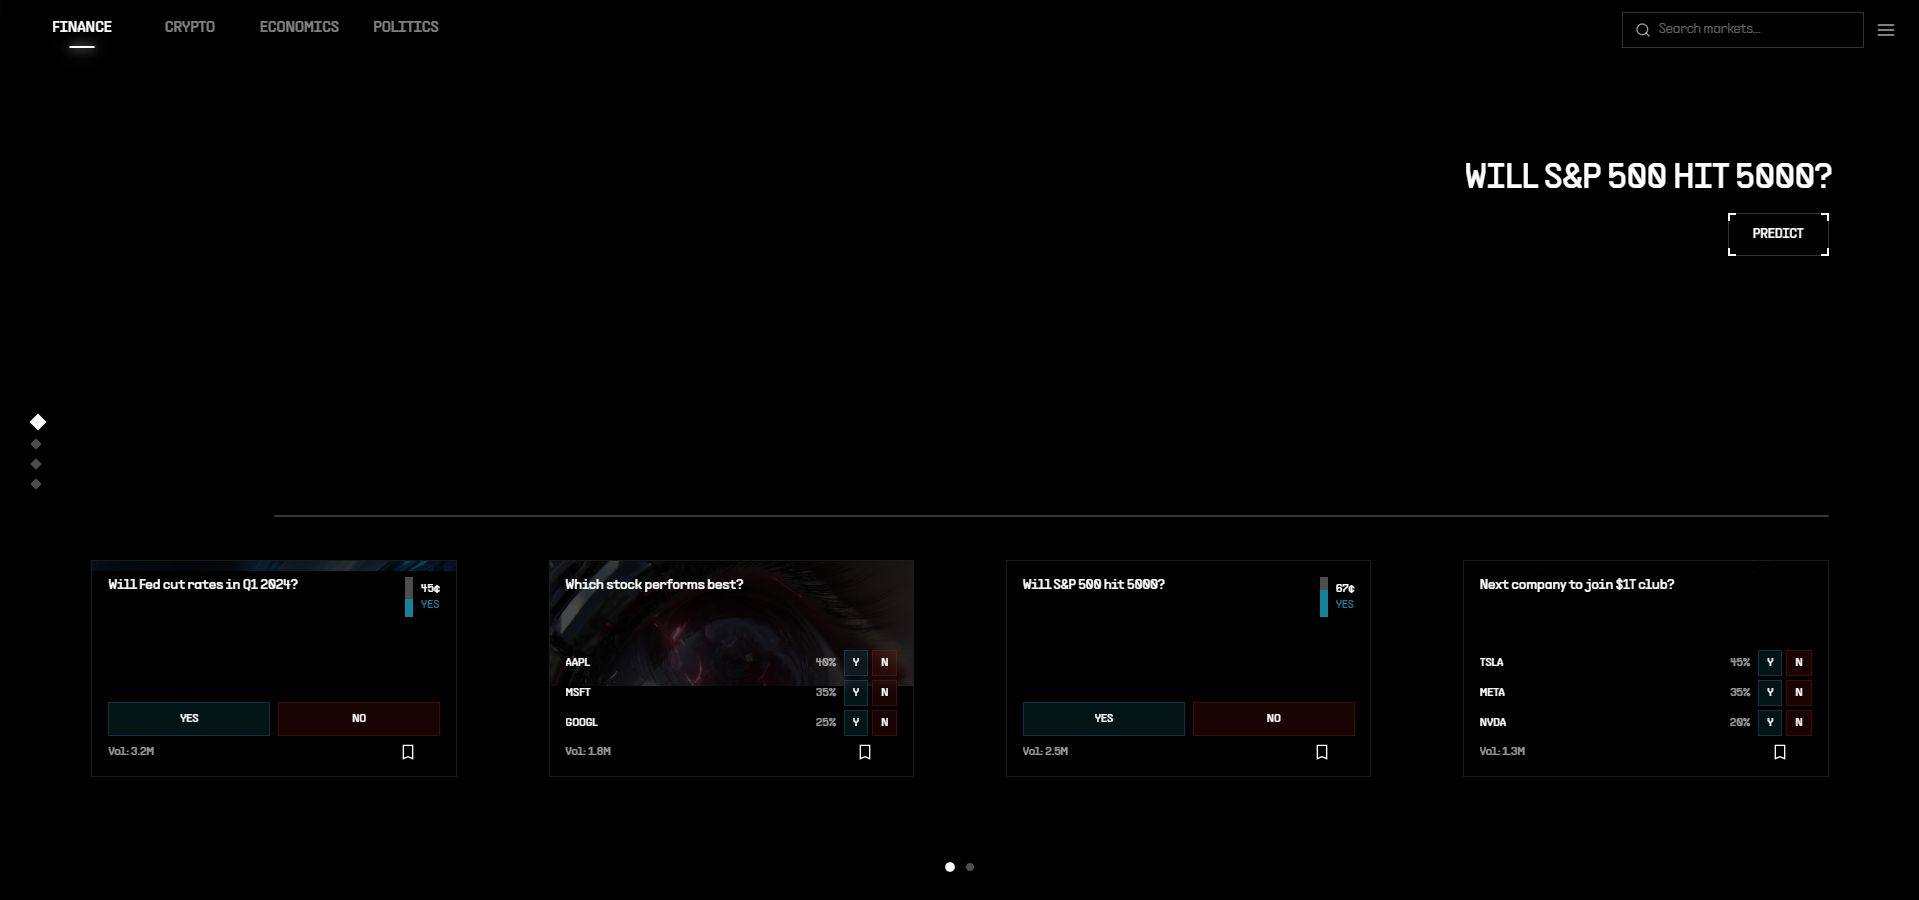 FINANCE CRYPTO ECONOMICS POLITICS Search markets...
WILL S&P 500 HIT 5000?
PREDICT
Will Fed cut rates in Q1 2024?
45¢
YES
YES NO
Vol: 3.2M
Which stock performs best?
AAPL 40% Y N
MSFT 35% Y N
GOOGL 25% Y N
Vol: 1.8M
Will S&P 500 hit 5000?
67¢
YES
YES NO
Vol: 2.5M
Next company to join $1T club?
TSLA 45% Y N
META 35% Y N
NVDA 20% Y N
Vol: 1.3M